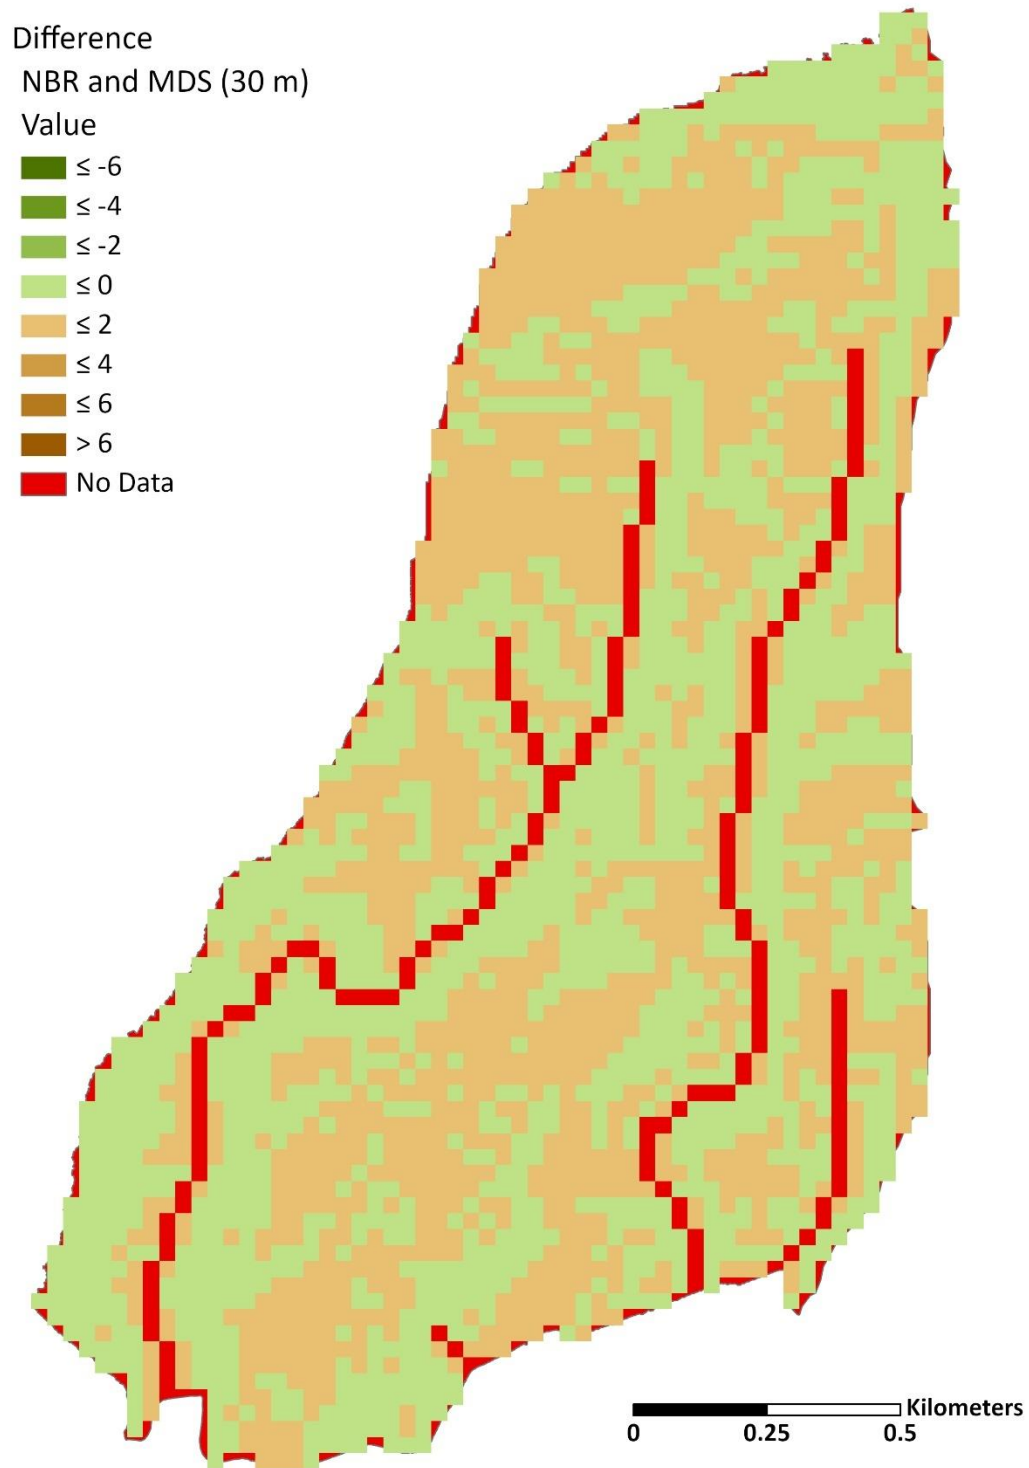 Difference
NBR and MDS (30 m)
Value
≤ -6
≤ -4
≤ -2
≤ 0
≤ 2
≤ 4
≤ 6
> 6
No Data
Kilometers
0 0.25 0.5